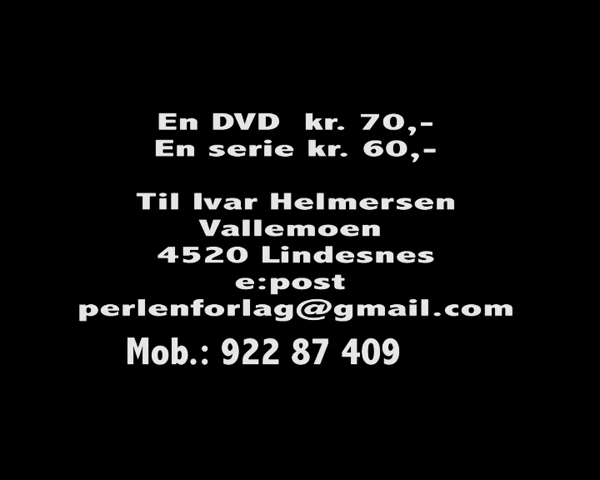 En DVD kr. 70,-
En serie kr. 60,-
Til Ivar Helmersen
Vallemoen
4520 Lindesnes
e:post
perlenforlag@gmail.com
Mob.: 922 87 409